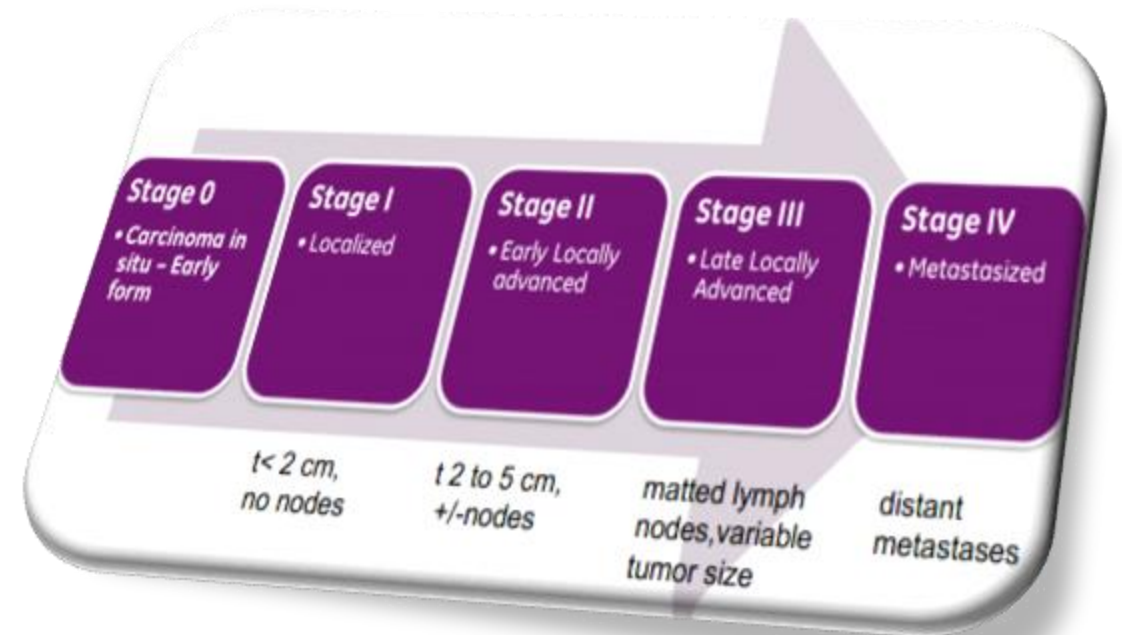 Stage 0
• Carcinoma in
situ – Early
form
Stage I
• Localized
Stage II
• Early Locally
advanced
Stage III
• Late Locally
Advanced
Stage IV
• Metastasized
t< 2 cm,
no nodes
t 2 to 5 cm,
+/-nodes
matted lymph
nodes,variable
tumor size
distant
metastases